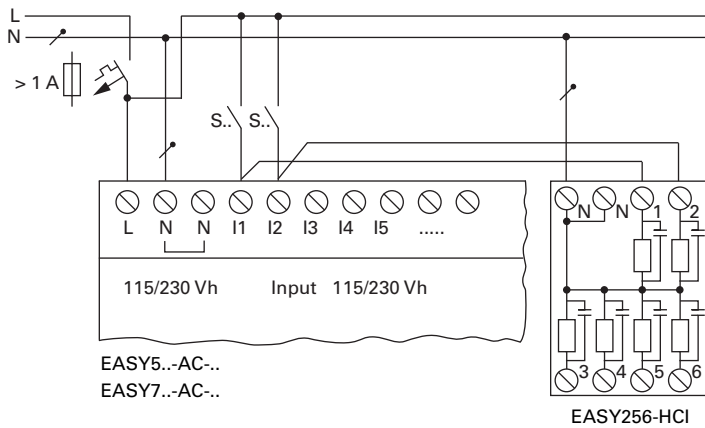 L
N
> 1 A
S.. S..
L N N I1 I2 I3 I4 I5 .....
N N 1 2
115/230 Vh Input 115/230 Vh
3 4 5 6
EASY5..-AC-..
EASY7..-AC-..
EASY256-HCI